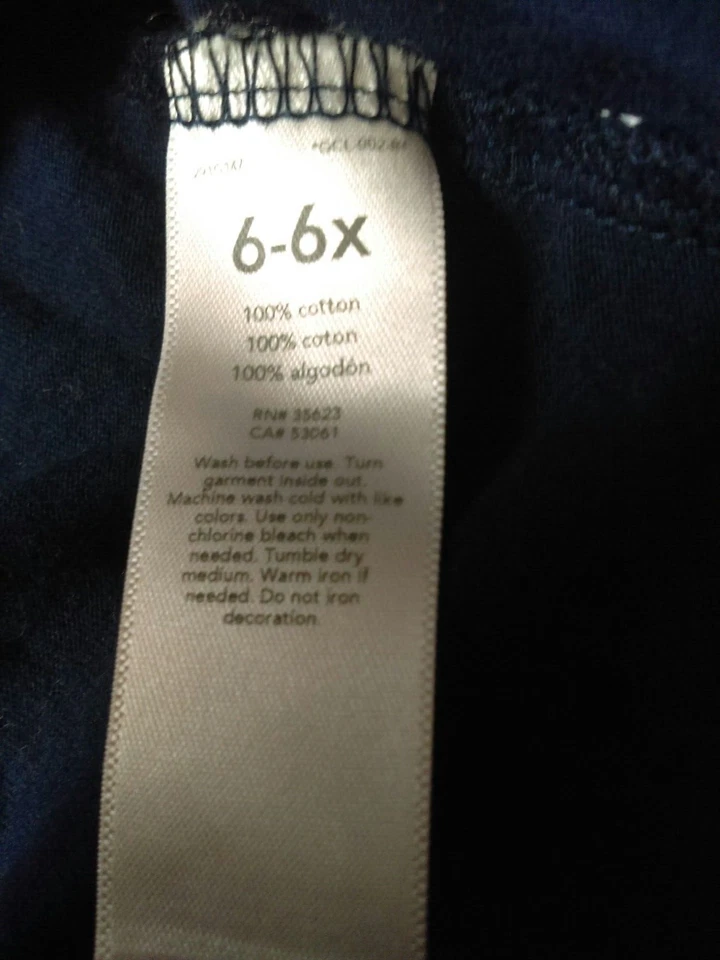 6-6x
100% cotton
100% coton
100% algodón
RN# 35623
CA# 53061
Wash before use. Turn
garment inside out.
Machine wash cold with like
colors. Use only non-
chlorine bleach when
needed. Tumble dry
medium. Warm iron if
needed. Do not iron
decoration.